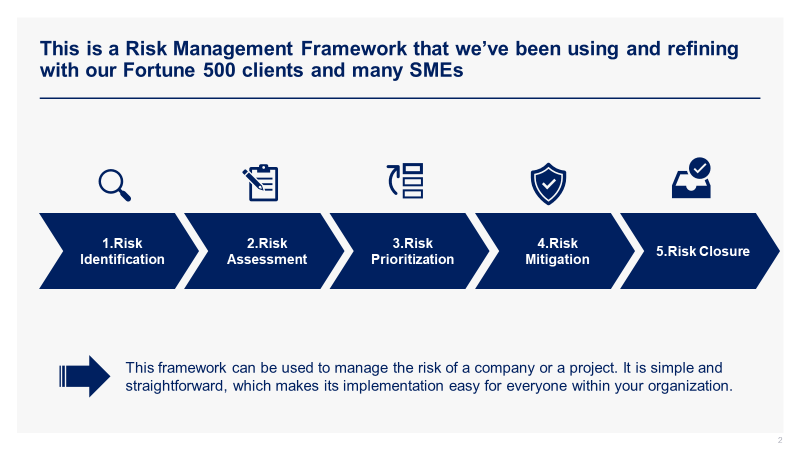 This is a Risk Management Framework that we’ve been using and refining
with our Fortune 500 clients and many SMEs
1.Risk
Identification
2.Risk
Assessment
3.Risk
Prioritization
4.Risk
Mitigation
5.Risk Closure
This framework can be used to manage the risk of a company or a project. It is simple and
straightforward, which makes its implementation easy for everyone within your organization.
2